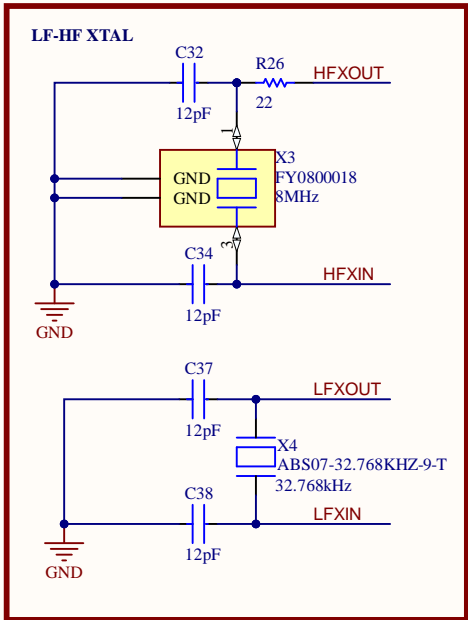 LF-HF XTAL
C32
12pF
R26
22
HFXOUT
1
X3
FY0800018
8MHz
GND
GND
3
C34
12pF
HFXIN
GND
C37
12pF
LFXOUT
X4
ABS07-32.768KHZ-9-T
32.768kHz
C38
12pF
LFXIN
GND